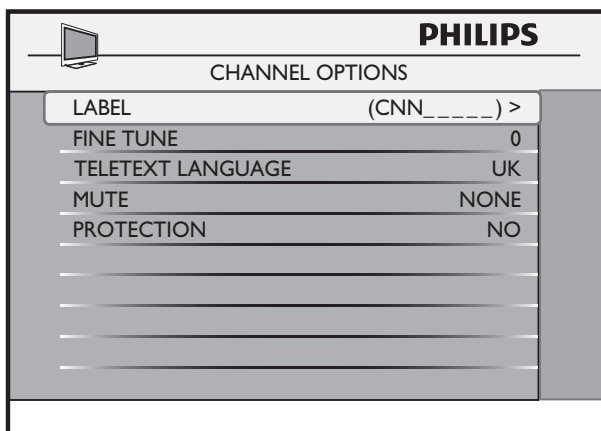 PHILIPS
CHANNEL OPTIONS
LABEL (CNN_____) >
FINE TUNE 0
TELETEXT LANGUAGE UK
MUTE NONE
PROTECTION NO